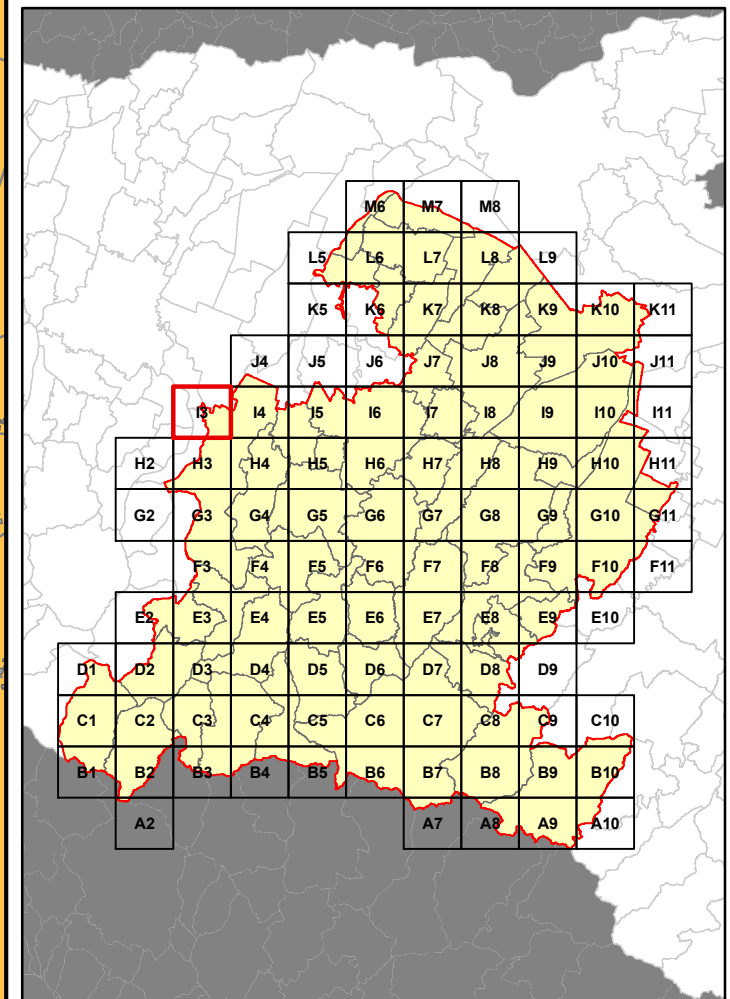 M6 M7 M8
L5 L6 L7 L8 L9
K5 K6 K7 K8 K9 K10 K11
J4 J5 J6 J7 J8 J9 J10 J11
I3 I4 I5 I6 I7 I8 I9 I10 I11
H2 H3 H4 H5 H6 H7 H8 H9 H10 H11
G2 G3 G4 G5 G6 G7 G8 G9 G10 G11
F3 F4 F5 F6 F7 F8 F9 F10 F11
E2 E3 E4 E5 E6 E7 E8 E9 E10
D1 D2 D3 D4 D5 D6 D7 D8 D9
C1 C2 C3 C4 C5 C6 C7 C8 C9 C10
B1 B2 B3 B4 B5 B6 B7 B8 B9 B10
A2 A7 A8 A9 A10